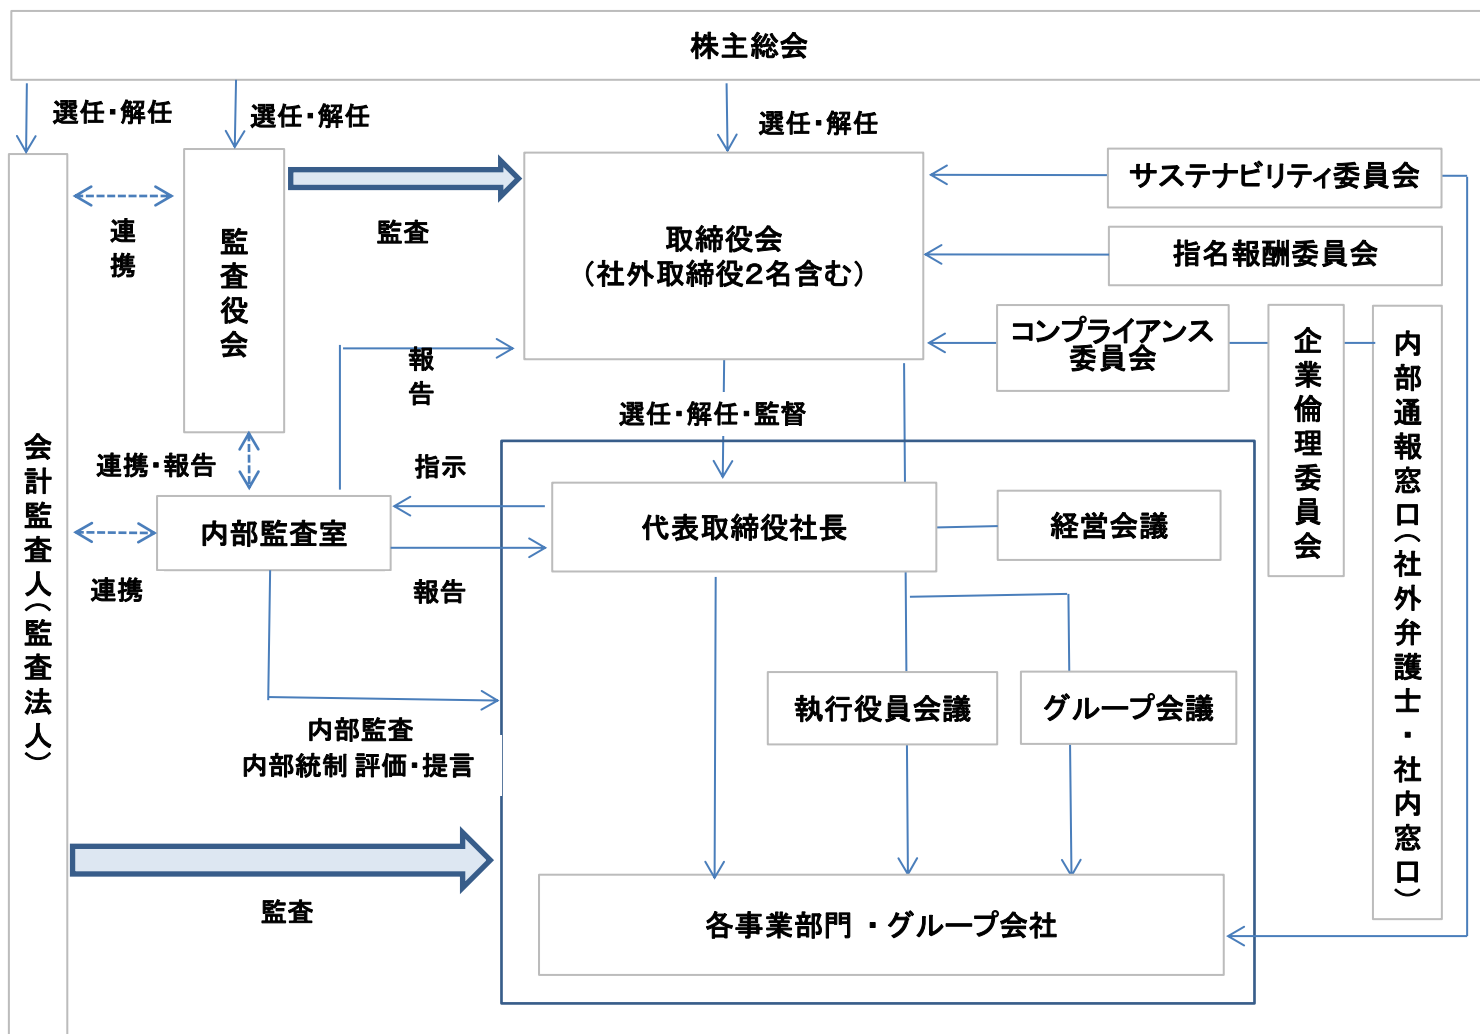 株主総会
選任・解任
選任・解任
選任・解任
サステナビリティ委員会
連携
監査
取締役会
（社外取締役２名含む）
指名報酬委員会
監査役会
コンプライアンス
委員会
企業倫理委員会
内部通報窓口（社外弁護士・社内窓口）
報告
選任・解任・監督
会計監査人（監査法人）
連携・報告
指示
内部監査室
代表取締役社長
経営会議
連携
報告
執行役員会議
グループ会議
内部監査
内部統制 評価・提言
監査
各事業部門 ・グループ会社